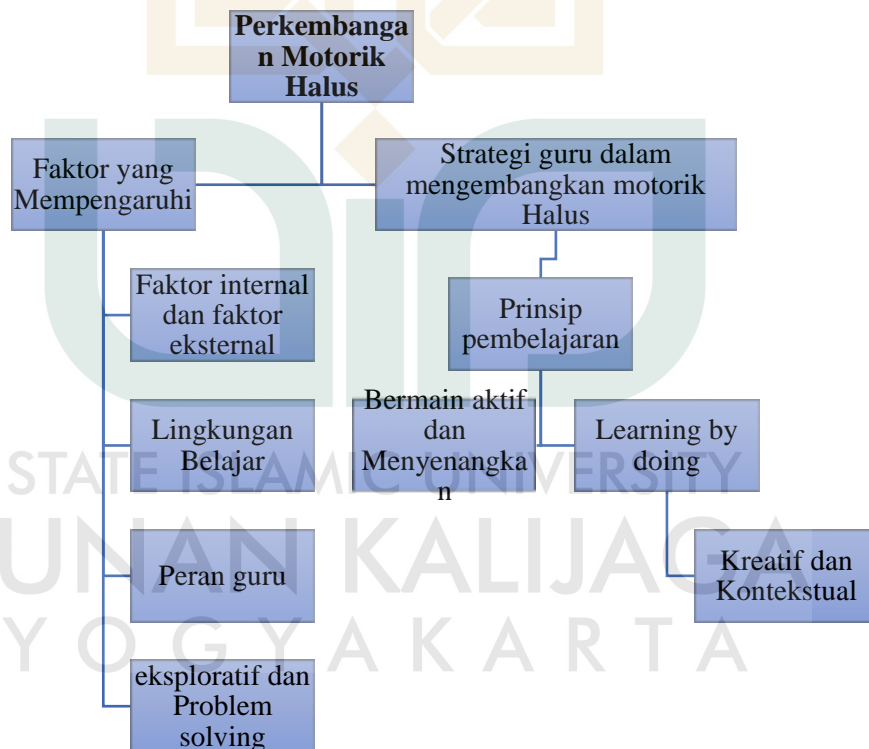 Perkembanga
n Motorik
Halus
Faktor yang
Mempengaruhi
Strategi guru dalam
mengembangkan motorik
Halus
Faktor internal
dan faktor
eksternal
Prinsip
pembelajaran
Lingkungan
Belajar
Bermain aktif
dan
Menyenangka
n
Learning by
doing
Peran guru
Kreatif dan
Kontekstual
eksploratif dan
Problem
solving
STATE ISLAMIC UNIVERSITY
UNAN KALIJAGA
YOGYAKARTA